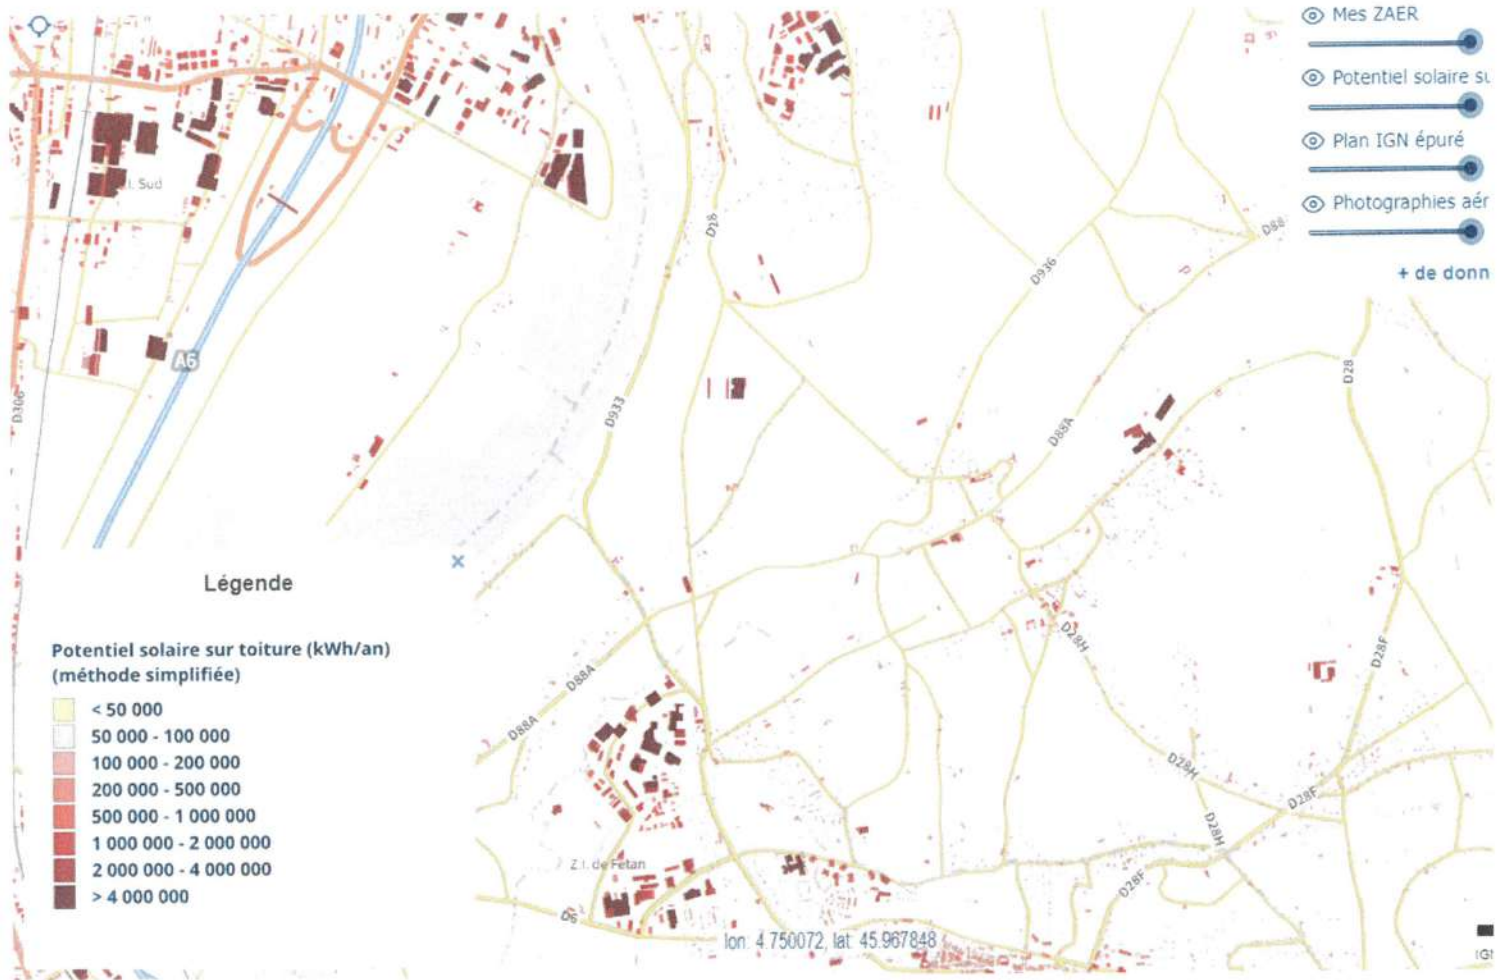 Mes ZAER
Potentiel solaire su
Plan IGN épuré
Photographies aér
+ de donn
Z.I. Sud
D28
D88
D936
A6
D306
D933
D28
D88A
Légende
Potentiel solaire sur toiture (kWh/an)
(méthode simplifiée)
< 50 000
50 000 - 100 000
100 000 - 200 000
200 000 - 500 000
500 000 - 1 000 000
1 000 000 - 2 000 000
2 000 000 - 4 000 000
> 4 000 000
D28H
D28F
D88A
D88A
D28H
D28F
D28H
Z.I. de Fétan
D28F
D6
lon: 4.750072, lat: 45.967848
IGN